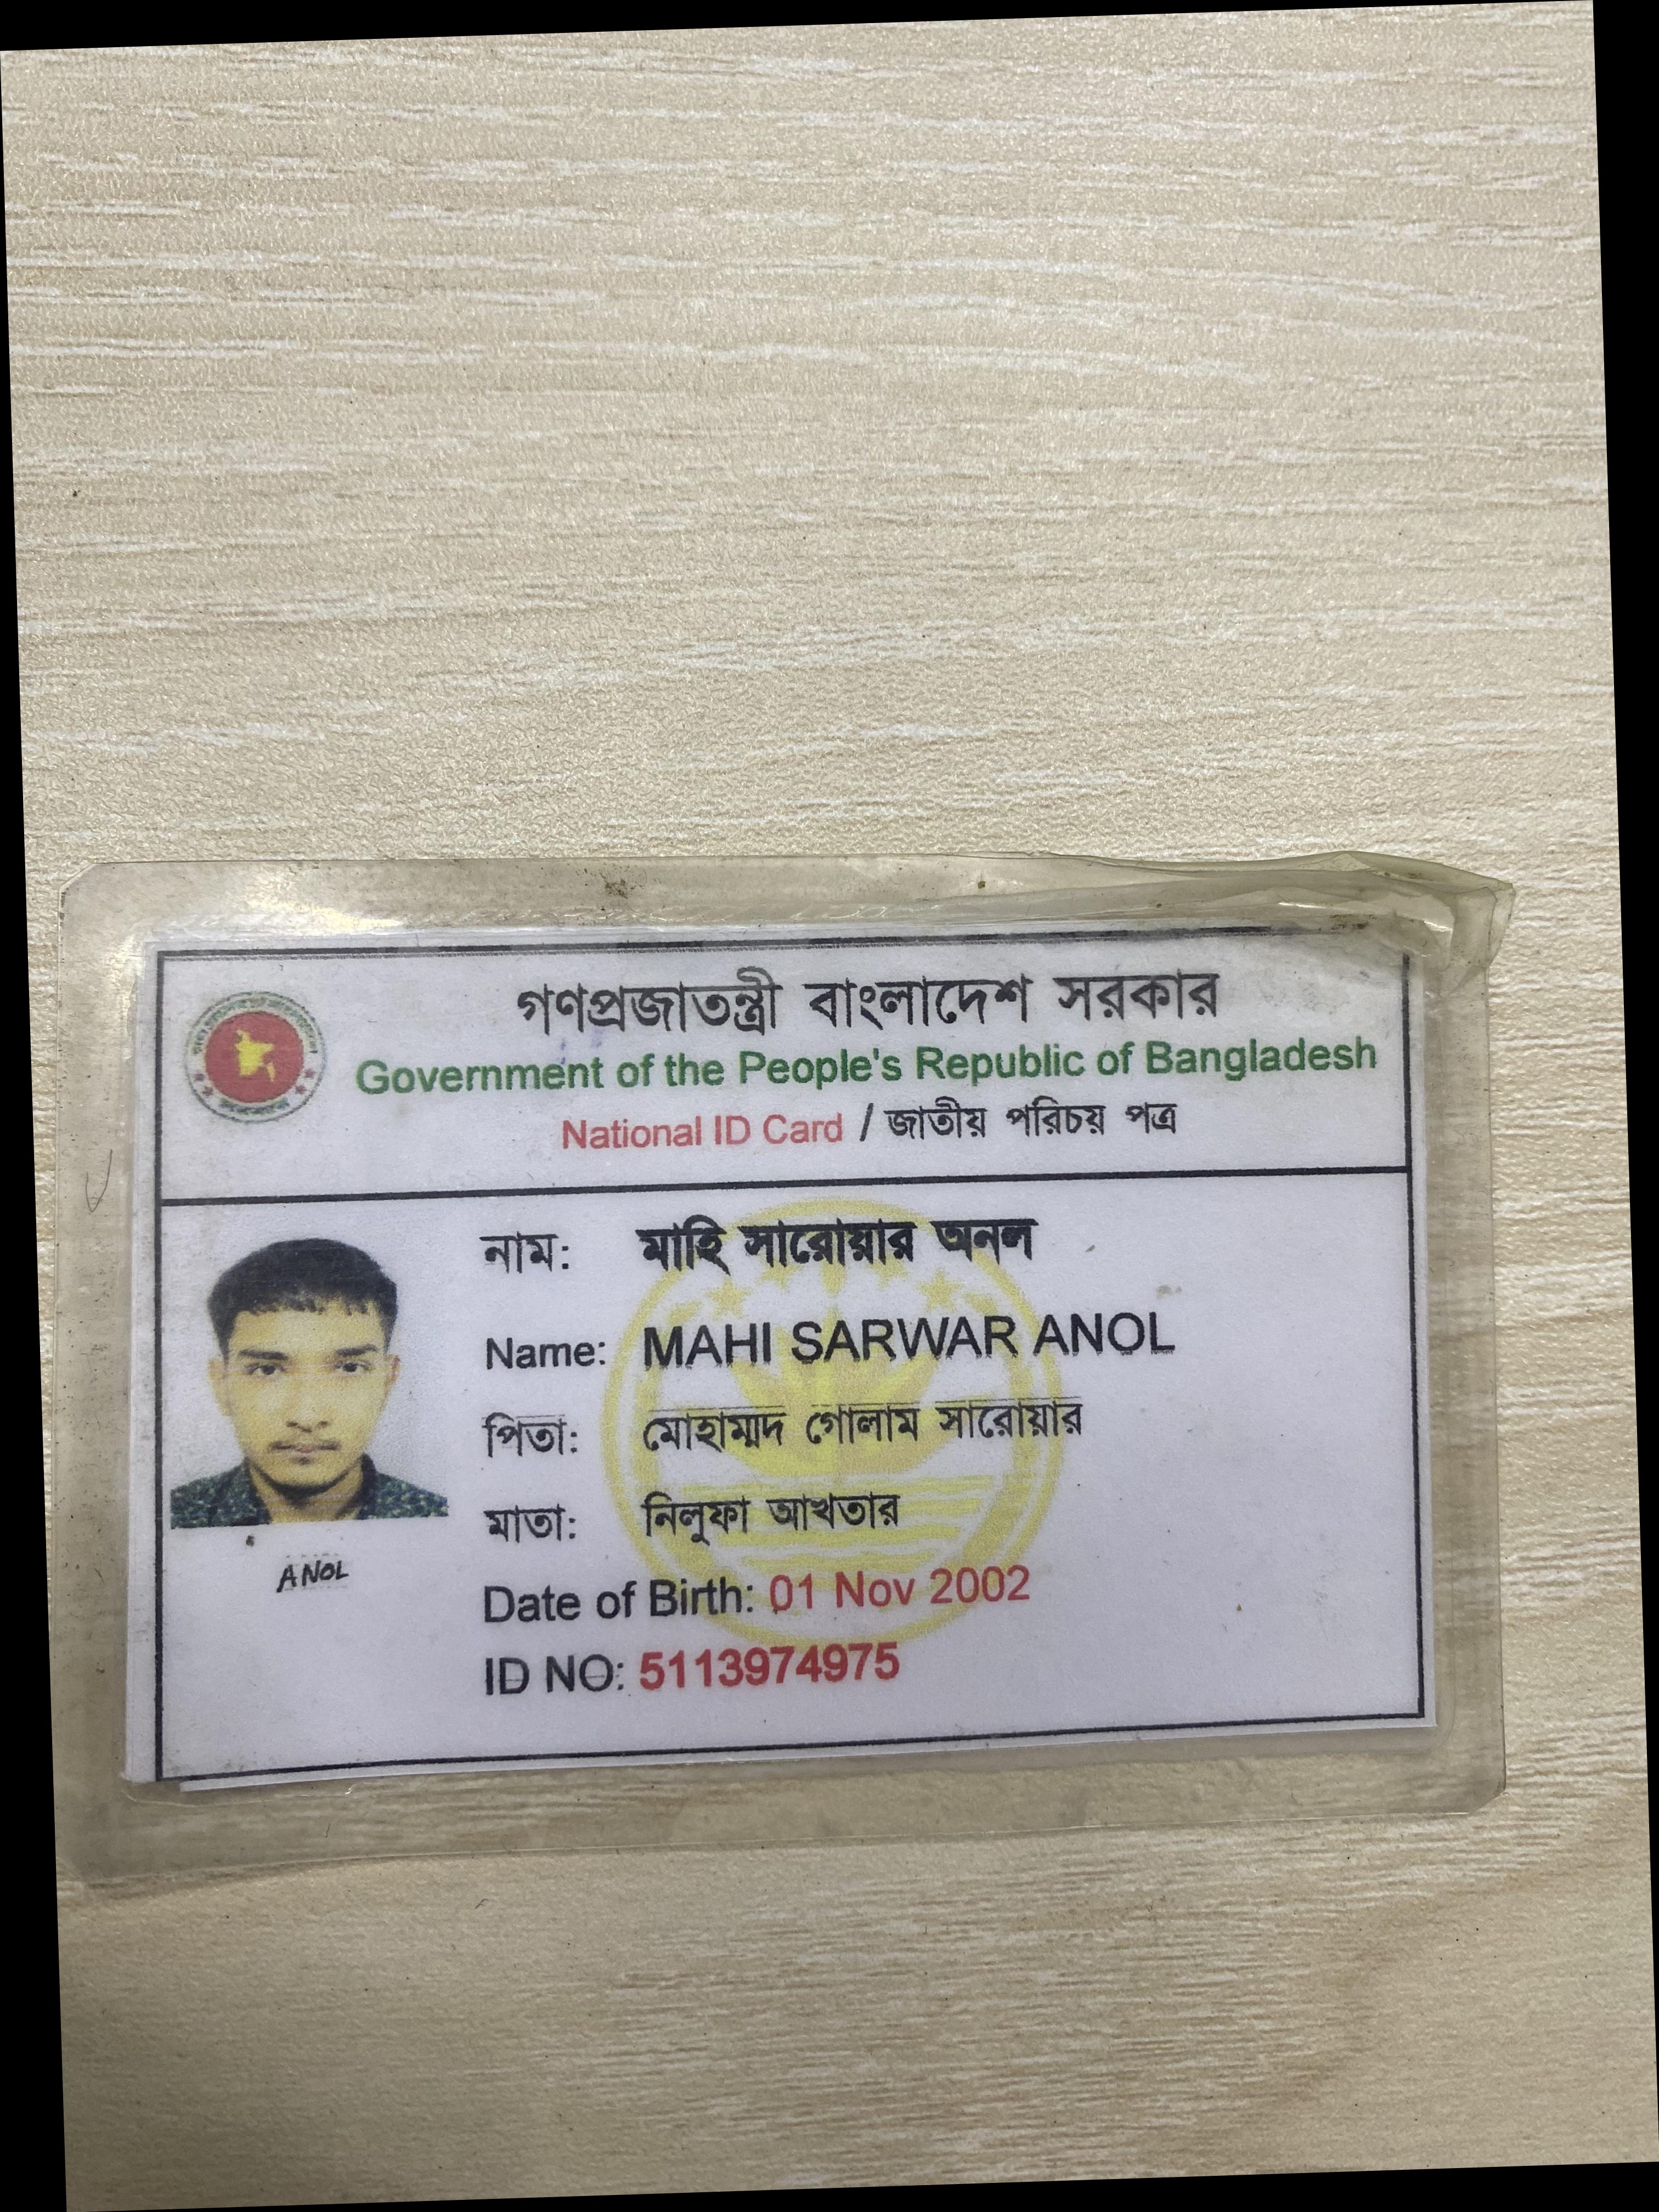 গণপ্রজাতন্ত্রী বাংলাদেশ সরকার
Government of the People's Republic of Bangladesh
National ID Card / জাতীয় পরিচয় পত্র
নাম: মাহি সারোয়ার অনল
Name: MAHI SARWAR ANOL
পিতা: মোহাম্মদ গোলাম সারোয়ার
মাতা: নিলুফা আখতার
Date of Birth: 01 Nov 2002
ID NO: 5113974975
ANOL